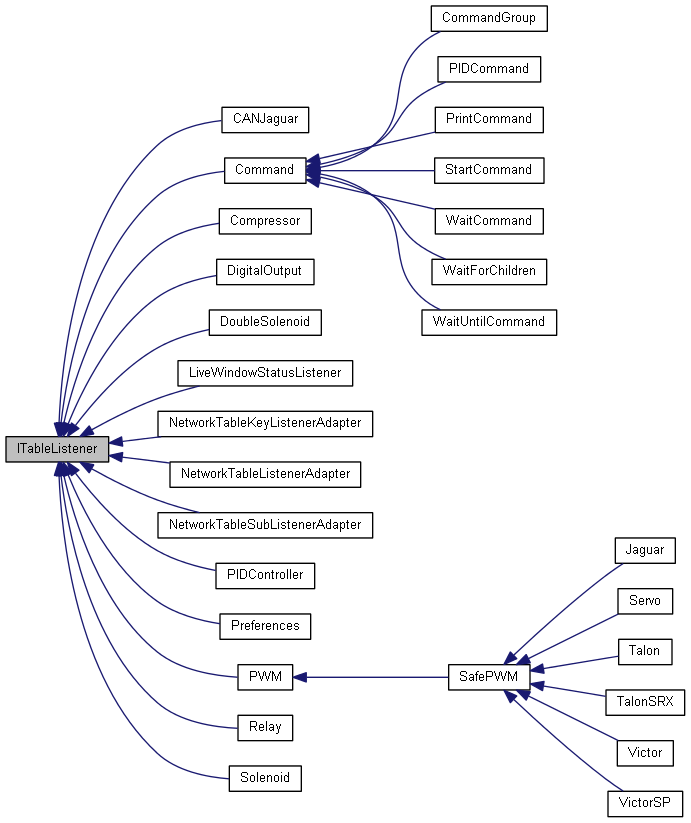 CommandGroup
PIDCommand
CANJaguar
PrintCommand
Command
StartCommand
Compressor
WaitCommand
DigitalOutput
WaitForChildren
DoubleSolenoid
WaitUntilCommand
LiveWindowStatusListener
NetworkTableKeyListenerAdapter
ITableListener
NetworkTableListenerAdapter
NetworkTableSubListenerAdapter
Jaguar
PIDController
Servo
Preferences
Talon
PWM
SafePWM
TalonSRX
Relay
Victor
Solenoid
VictorSP